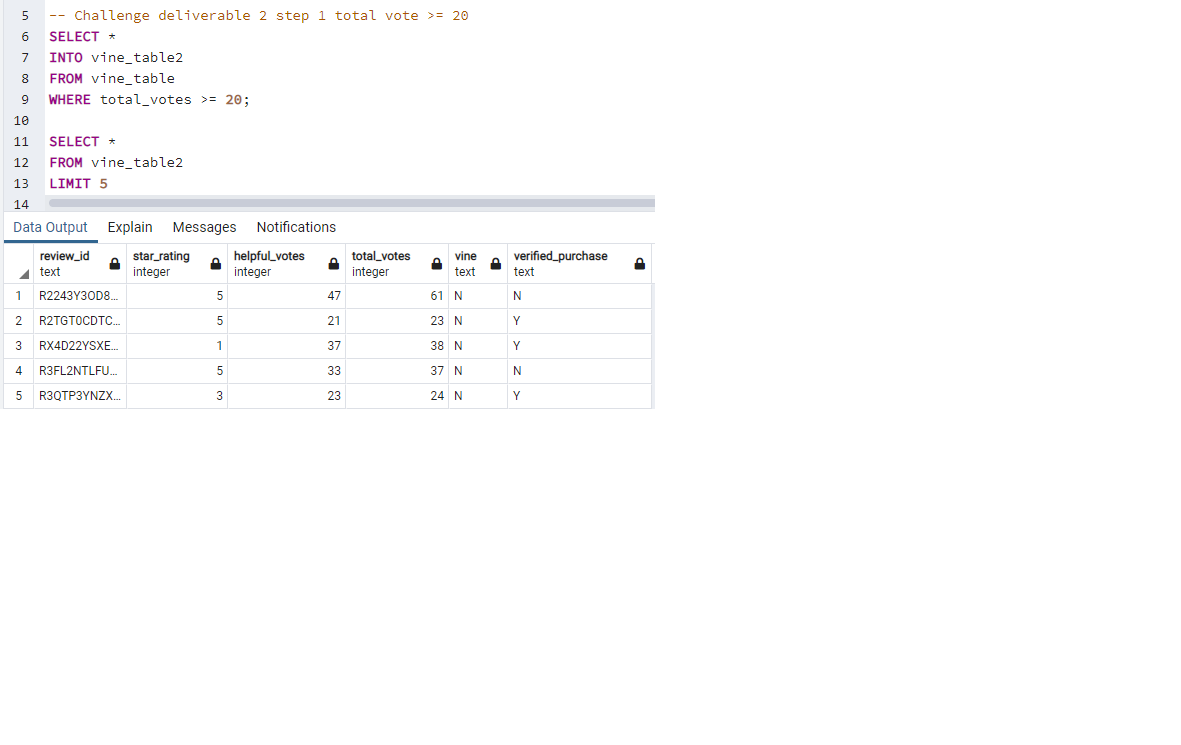 5 -- Challenge deliverable 2 step 1 total vote >= 20
6 SELECT *
7 INTO vine_table2
8 FROM vine_table
9 WHERE total_votes >= 20;
10
11 SELECT *
12 FROM vine_table2
13 LIMIT 5
14
Data Output Explain Messages Notifications
review_id star_rating helpful_votes total_votes vine verified_purchase
text integer integer integer text text
1 R2243Y3OD8... 5 47 61 N N
2 R2TGT0CDTC... 5 21 23 N Y
3 RX4D22YSXE... 1 37 38 N Y
4 R3FL2NTLFU... 5 33 37 N N
5 R3QTP3YNZX... 3 23 24 N Y